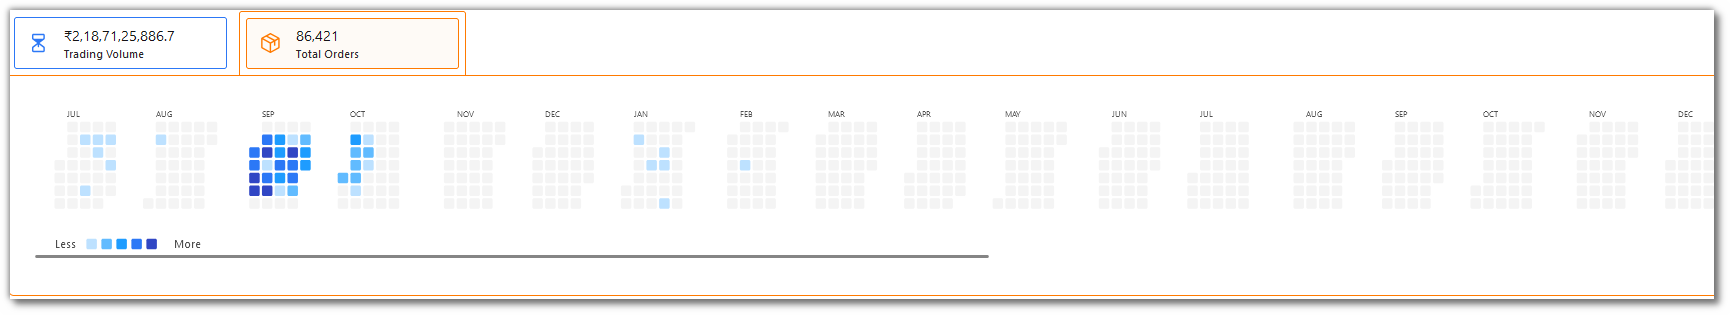 ₹2,18,71,25,886.7
Trading Volume
86,421
Total Orders
JUL AUG SEP OCT NOV DEC JAN FEB MAR APR MAY JUN JUL AUG SEP OCT NOV DEC
Less More